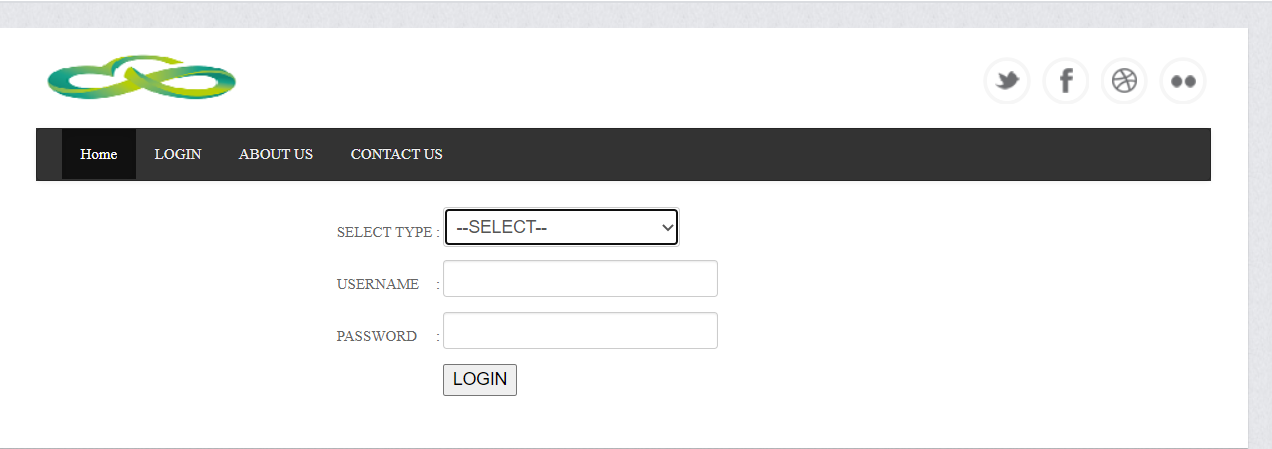 Home LOGIN ABOUT US CONTACT US
SELECT TYPE : --SELECT--
USERNAME :
PASSWORD :
LOGIN